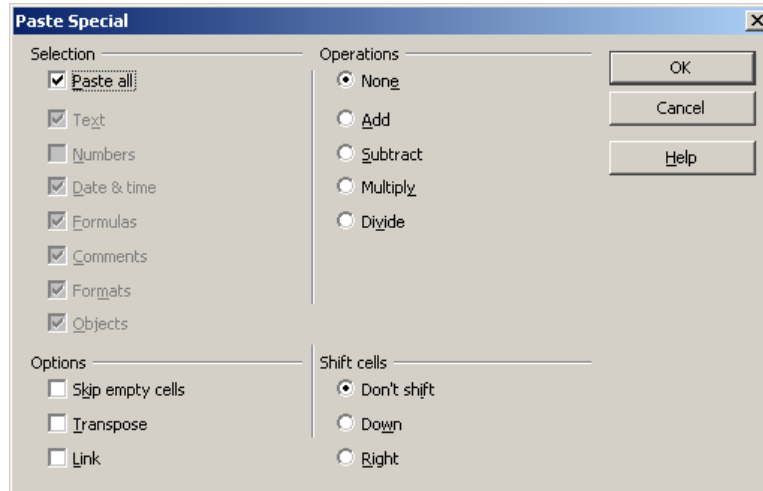 Paste Special
Selection
Paste all
Text
Numbers
Date & time
Formulas
Comments
Formats
Objects
Operations
None
Add
Subtract
Multiply
Divide
OK
Cancel
Help
Options
Skip empty cells
Transpose
Link
Shift cells
Don't shift
Down
Right